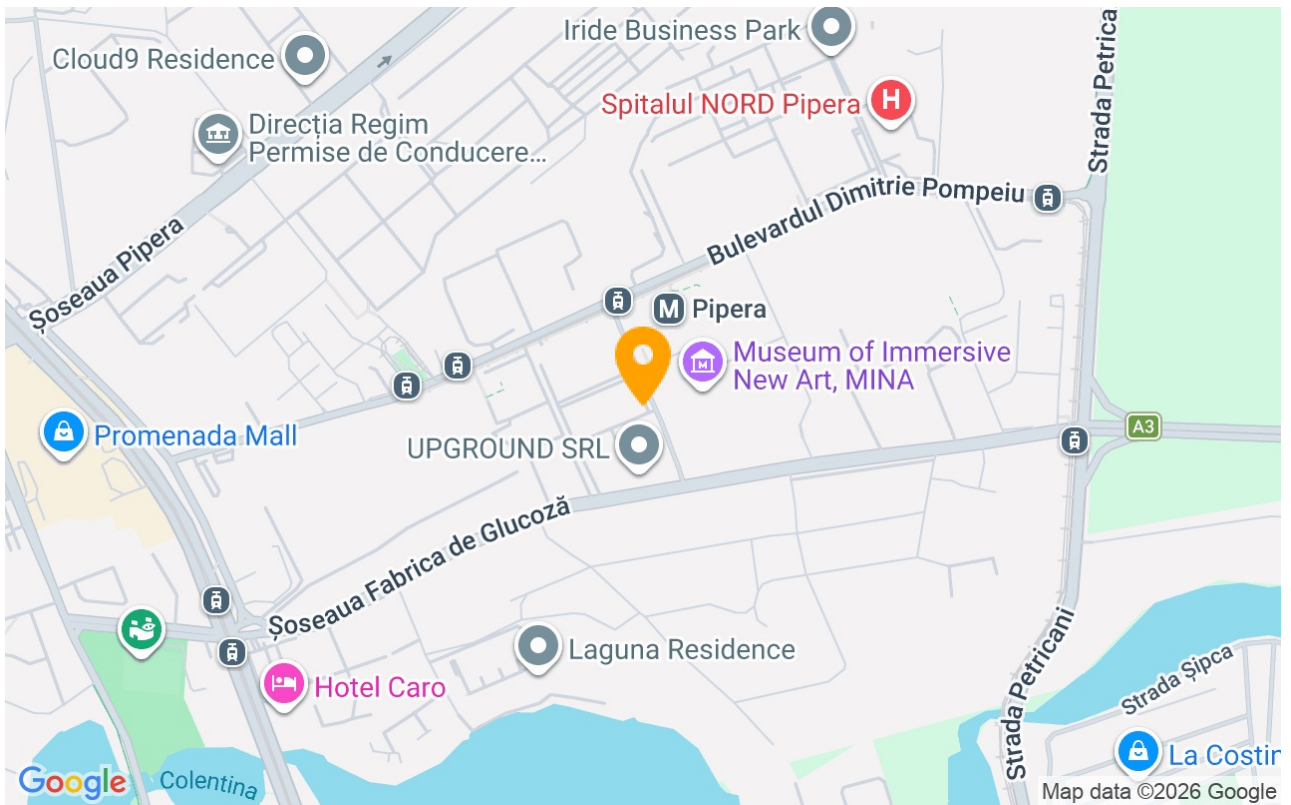 Iride Business Park
Cloud9 Residence
Strada Petrica
Spitalul NORD Pipera
H
Direcția Regim
Permise de Conducere...
Bulevardul Dimitrie Pompeiu
Șoseaua Pipera
M Pipera
Museum of Immersive
New Art, MINA
Promenada Mall
A3
UPGROUND SRL
Șoseaua Fabrica de Glucoză
Laguna Residence
Hotel Caro
Strada Petricani
Strada Șipca
La Costin
Colentina
Google
Map data ©2026 Google